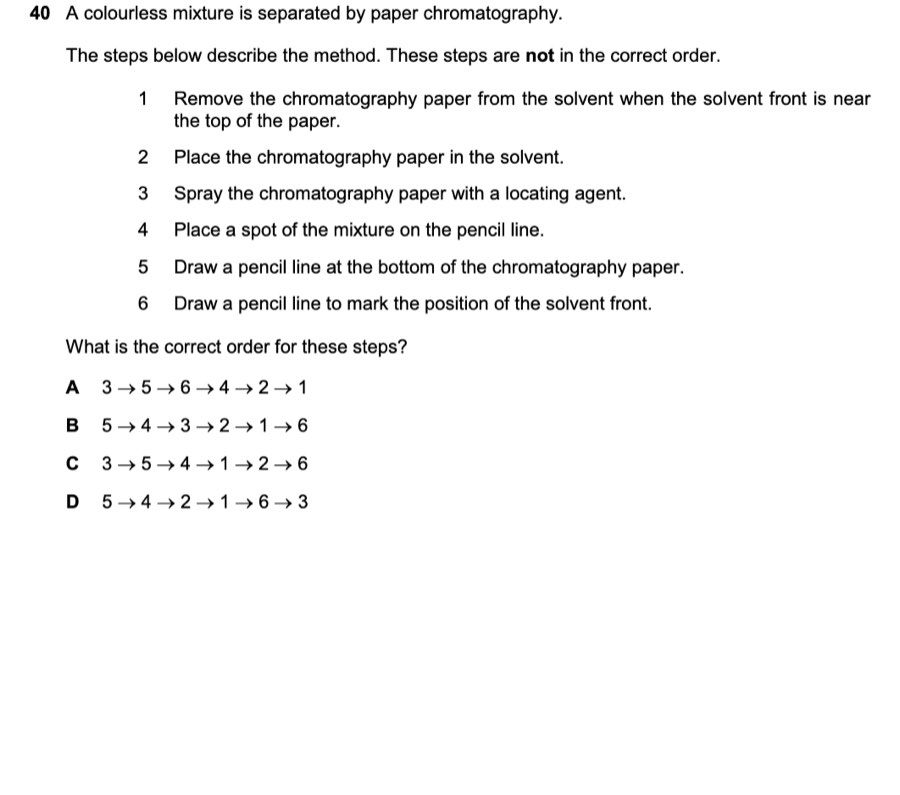 40 A colourless mixture is separated by paper chromatography.
The steps below describe the method. These steps are not in the correct order.
1 Remove the chromatography paper from the solvent when the solvent front is near
the top of the paper.
2 Place the chromatography paper in the solvent.
3 Spray the chromatography paper with a locating agent.
4 Place a spot of the mixture on the pencil line.
5 Draw a pencil line at the bottom of the chromatography paper.
6 Draw a pencil line to mark the position of the solvent front.
What is the correct order for these steps?
A 3 → 5 → 6 → 4 → 2 → 1
B 5 → 4 → 3 → 2 → 1 → 6
C 3 → 5 → 4 → 1 → 2 → 6
D 5 → 4 → 2 → 1 → 6 → 3